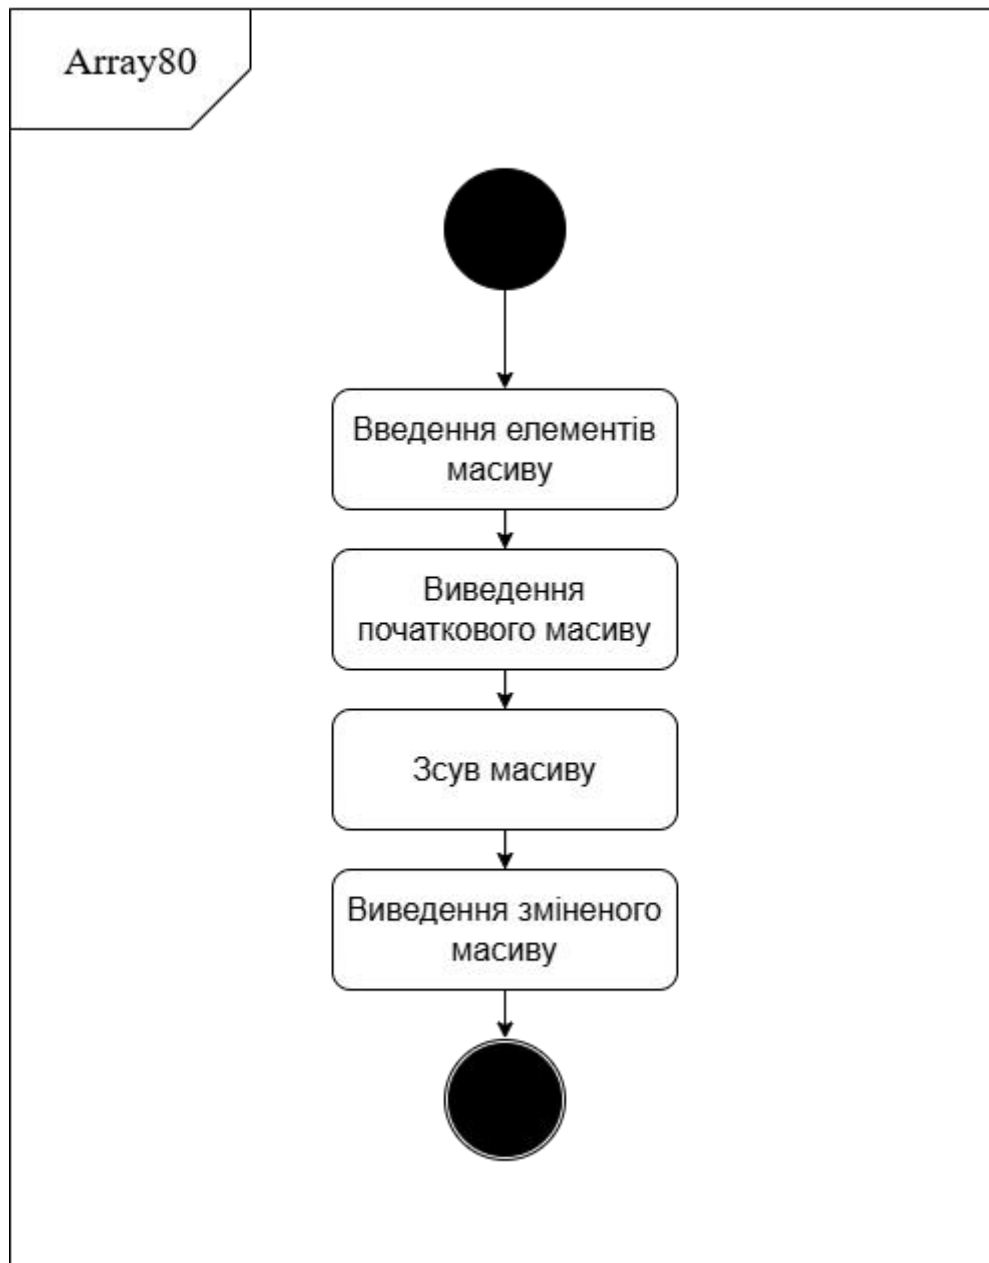 Array80
Введення елементів
масиву
Виведення
початкового масиву
Зсув масиву
Виведення зміненого
масиву